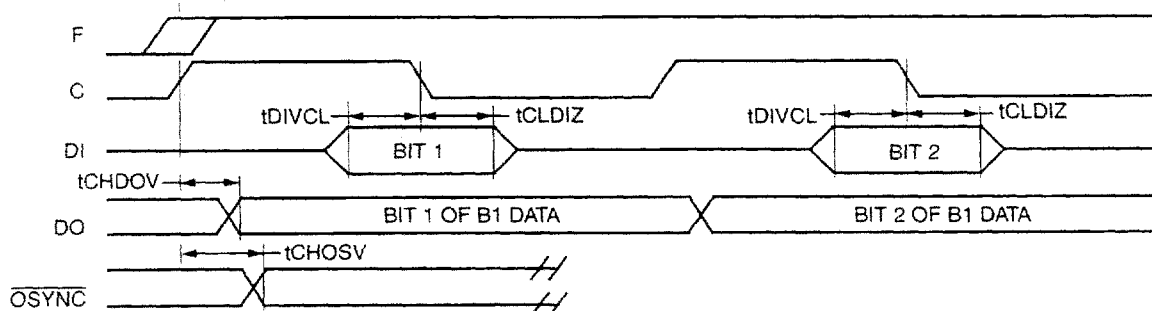 F
C
tDIVCL
tCLDIZ
tDIVCL
tCLDIZ
DI
BIT 1
BIT 2
tCHDOV
DO
BIT 1 OF B1 DATA
BIT 2 OF B1 DATA
tCHOSV
OSYNC